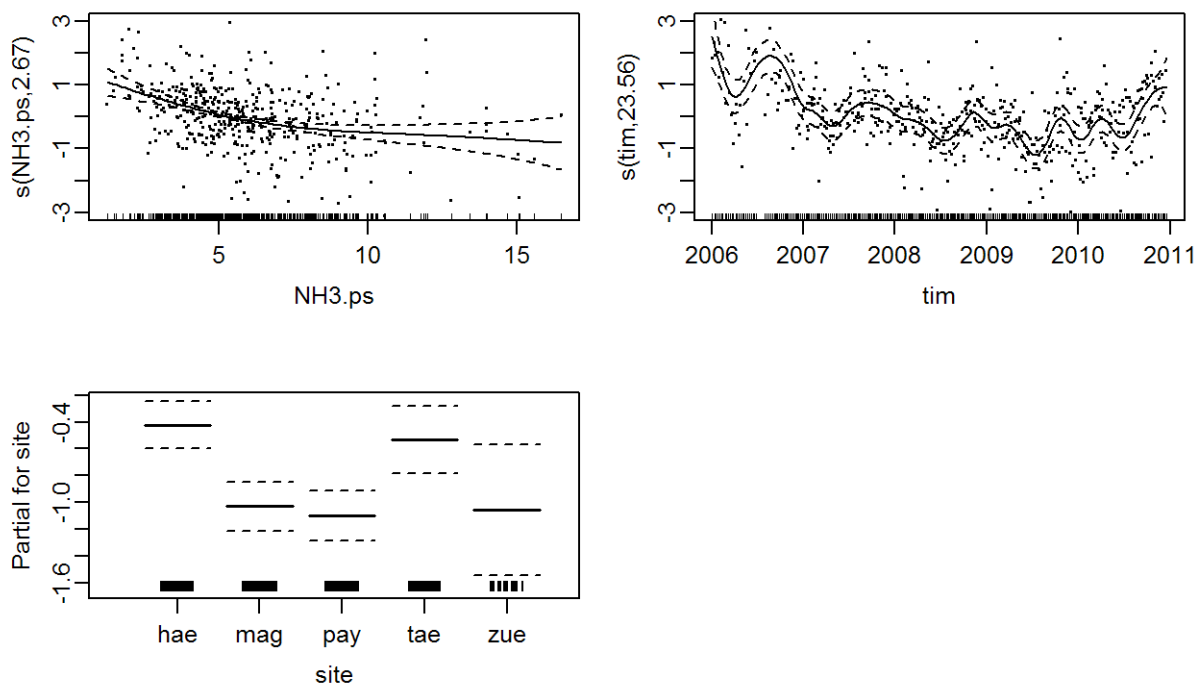 s(NH3.ps,2.67)
3
1
-1
-3
5 10 15
NH3.ps
s(tim,23.56)
3
1
-1
-3
2006 2007 2008 2009 2010 2011
tim
Partial for site
-0.4
-1.0
-1.6
hae mag pay tae zue
site